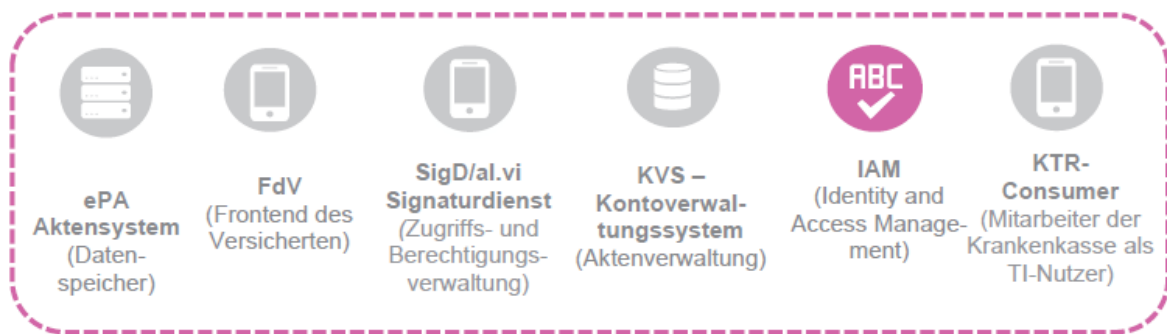 ABC
ePA
Aktensystem
(Daten-
speicher)
FdV
(Frontend des
Versicherten)
SigD/al.vi
Signaturdienst
(Zugriffs- und
Berechtigungs-
verwaltung)
KVS –
Kontoverwal-
tungssystem
(Aktenverwaltung)
IAM
(Identity and
Access Manage-
ment)
KTR-
Consumer
(Mitarbeiter der
Krankenkasse als
TI-Nutzer)